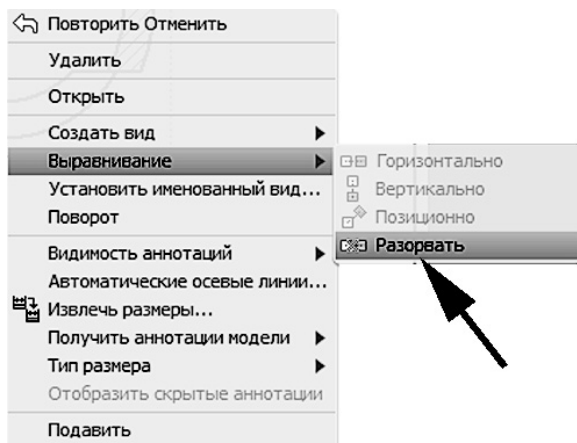 Повторить Отменить
Удалить
Открыть
Создать вид
Выравнивание
Горизонтально
Установить именованный вид...
Вертикально
Поворот
Позиционно
Видимость аннотаций
Разорвать
Автоматические осевые линии...
Извлечь размеры...
Получить аннотации модели
Тип размера
Отобразить скрытые аннотации
Подавить